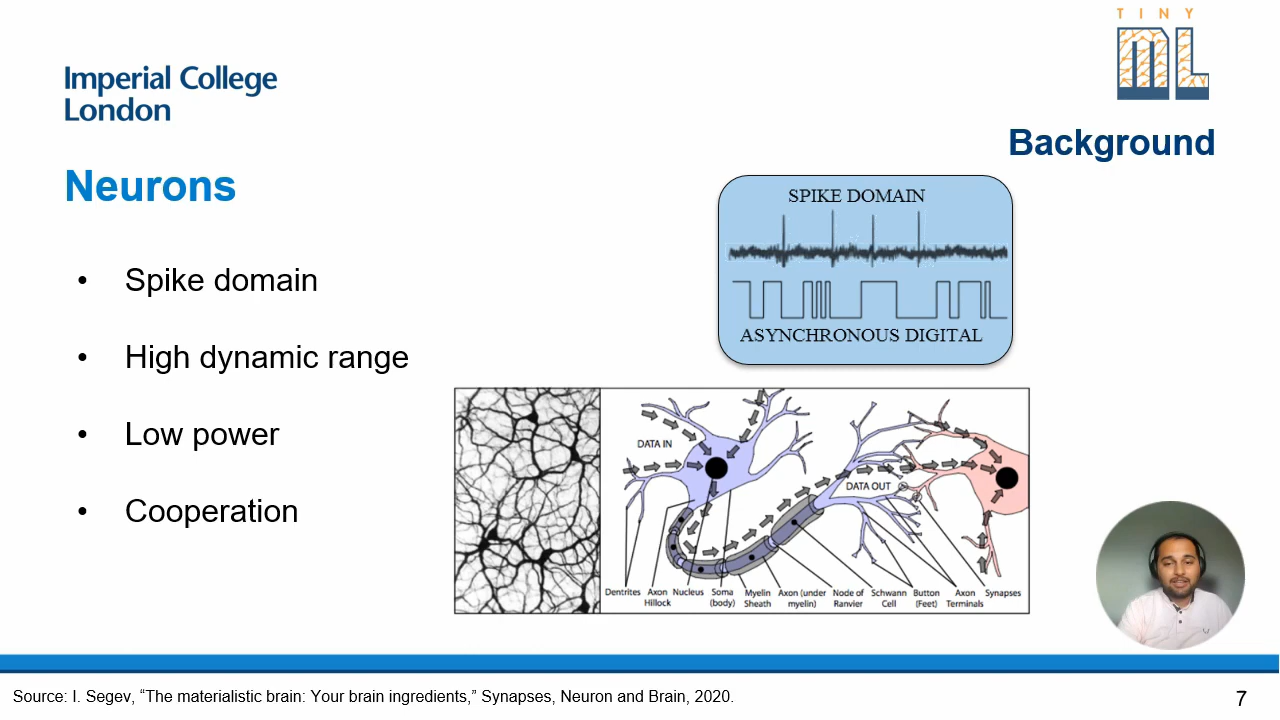 TINY
ML
Imperial College
London
Background
Neurons
SPIKE DOMAIN
ASYNCHRONOUS DIGITAL
• Spike domain
• High dynamic range
• Low power
• Cooperation
DATA IN
DATA OUT
Dentrites
Axon
Hillock
Nucleus
Soma
(body)
Myelin
Sheath
Axon (under
myelin)
Node of
Ranvier
Schwann
Cell
Button
(Feet)
Axon
Terminals
Synapses
Source: I. Segev, “The materialistic brain: Your brain ingredients,” Synapses, Neuron and Brain, 2020.
7